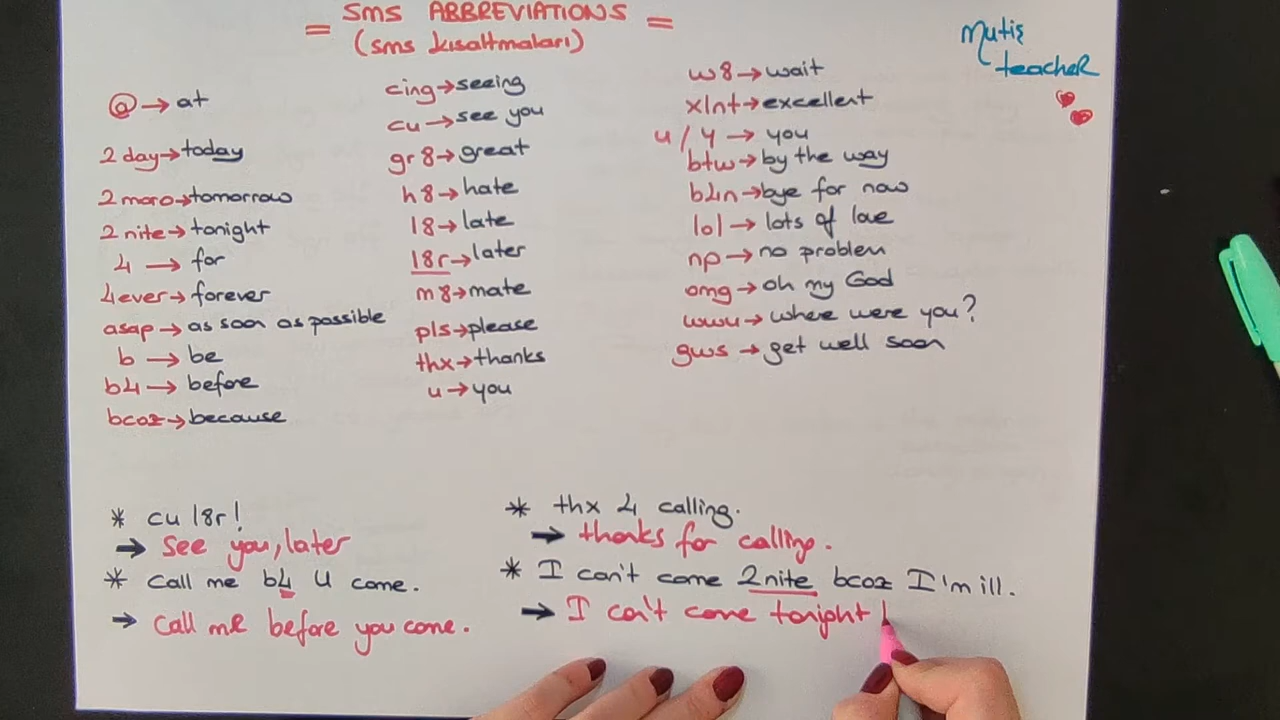 = SMS ABBREVIATIONS =
(sms kısaltmaları)
Mutiş
teacher
@ → at
2 day → today
2 moro → tomorrow
2 nite → tonight
4 → for
4ever → forever
asap → as soon as possible
b → be
b4 → before
bcoz → because
cing → seeing
cu → see you
gr8 → great
h8 → hate
l8 → late
l8r → later
m8 → mate
pls → please
thx → thanks
u → you
w8 → wait
xlnt → excellent
u / y → you
btw → by the way
b4n → bye for now
lol → lots of love
np → no problem
omg → oh my God
wwu → where were you?
gws → get well soon
* cu l8r!
→ See you, later
* Call me b4 U come.
→ Call me before you come.
* thx 4 calling.
→ thanks for calling.
* I can't come 2nite bcoz I'm ill.
→ I can't come tonight